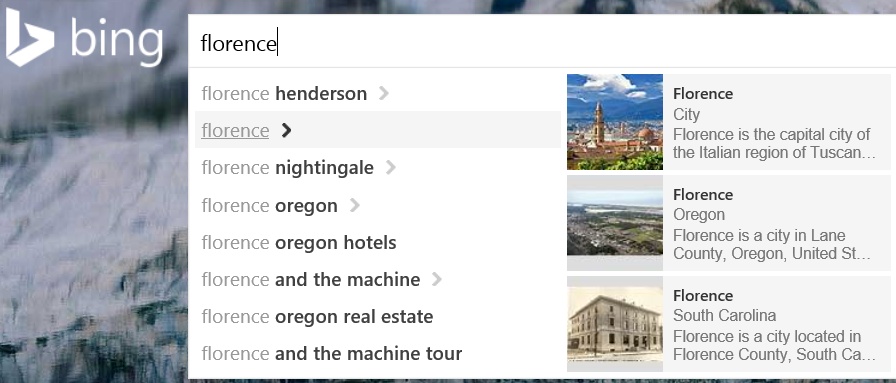 bing
florence
florence henderson
florence
florence nightingale
florence oregon
florence oregon hotels
florence and the machine
florence oregon real estate
florence and the machine tour
Florence
City
Florence is the capital city of
the Italian region of Tuscan...
Florence
Oregon
Florence is a city in Lane
County, Oregon, United St...
Florence
South Carolina
Florence is a city located in
Florence County, South Ca...